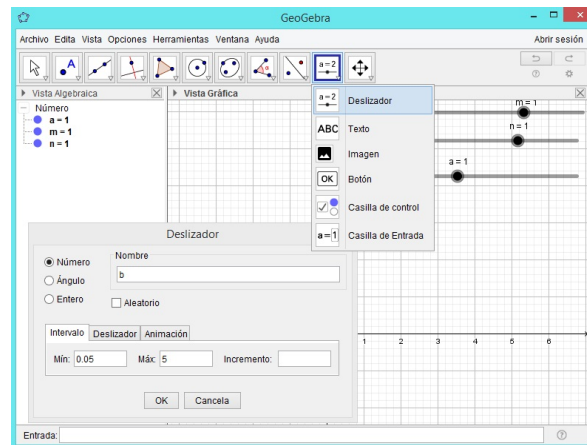 GeoGebra
Archivo Edita Vista Opciones Herramientas Ventana Ayuda
Abrir sesión
A
a=2
Vista Algebraica
Vista Gráfica
Número
a = 1
m = 1
n = 1
a=2 Deslizador
ABC Texto
Imagen
OK Botón
Casilla de control
a=1 Casilla de Entrada
m = 1
n = 1
a = 1
Deslizador
Número
Ángulo
Entero
Nombre
b
Aleatorio
Intervalo Deslizador Animación
Mín: 0.05 Máx: 5 Incremento:
OK Cancela
1 2 3 4 5 6
Entrada: